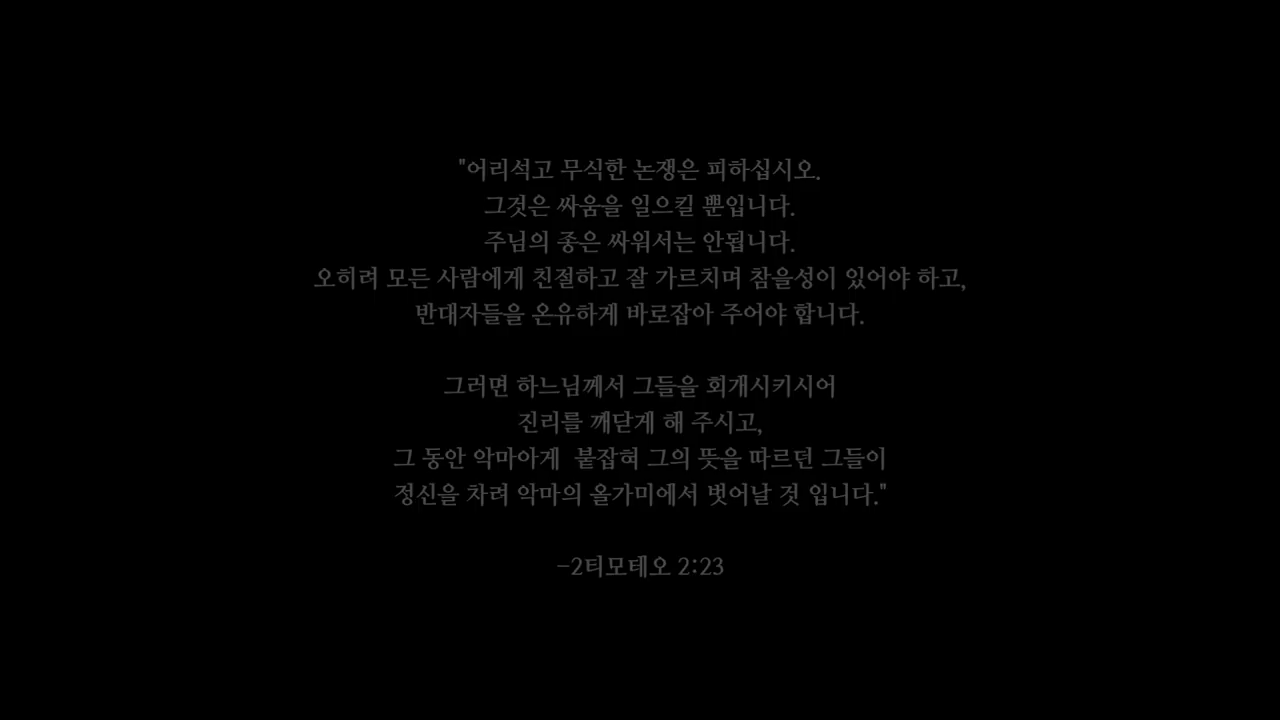 "어리석고 무식한 논쟁은 피하십시오.
그것은 싸움을 일으킬 뿐입니다.
주님의 종은 싸워서는 안됩니다.
오히려 모든 사람에게 친절하고 잘 가르치며 참을성이 있어야 하고,
반대자들을 온유하게 바로잡아 주어야 합니다.
그러면 하느님께서 그들을 회개시키시어
진리를 깨닫게 해 주시고,
그 동안 악마아게  붙잡혀 그의 뜻을 따르던 그들이
정신을 차려 악마의 올가미에서 벗어날 것 입니다."
-2티모테오 2:23